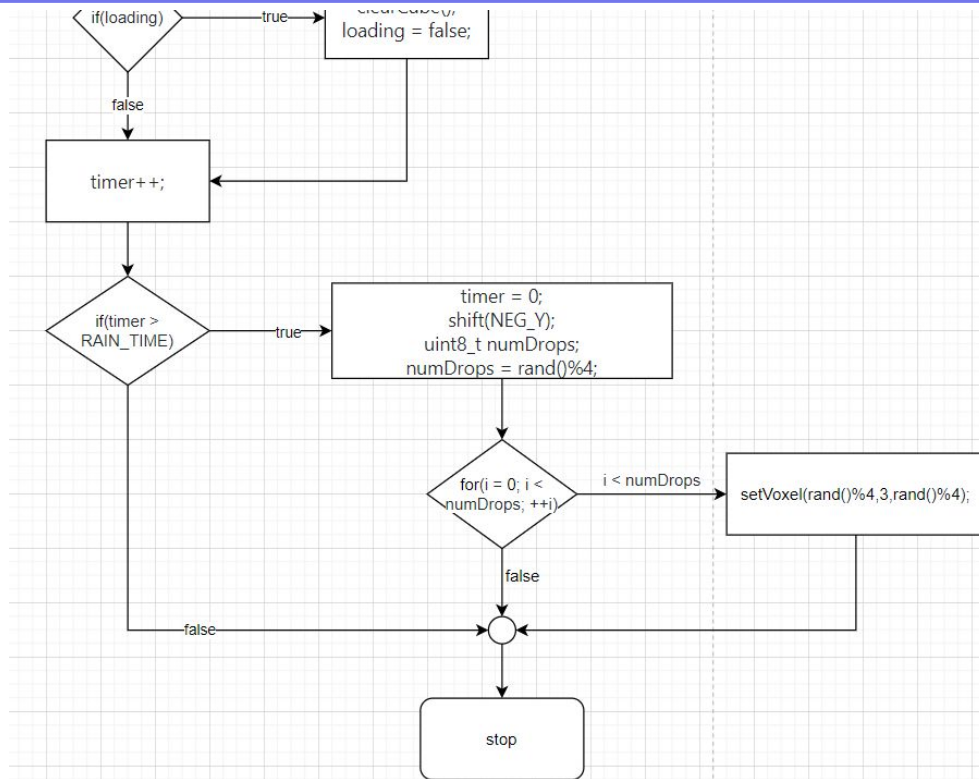 if(loading)
true
clearCube();
loading = false;
false
timer++;
if(timer >
RAIN_TIME)
true
timer = 0;
shift(NEG_Y);
uint8_t numDrops;
numDrops = rand()%4;
for(i = 0; i <
numDrops; ++i)
i < numDrops
setVoxel(rand()%4,3,rand()%4);
false
false
stop